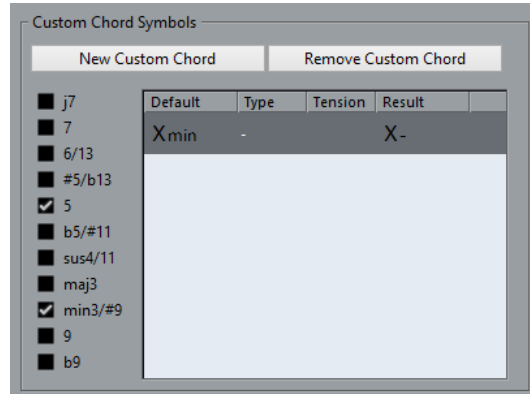 Custom Chord Symbols
New Custom Chord Remove Custom Chord
j7
7
6/13
#5/b13
5
b5/#11
sus4/11
maj3
min3/#9
9
b9
Default Type Tension Result
Xmin - X-